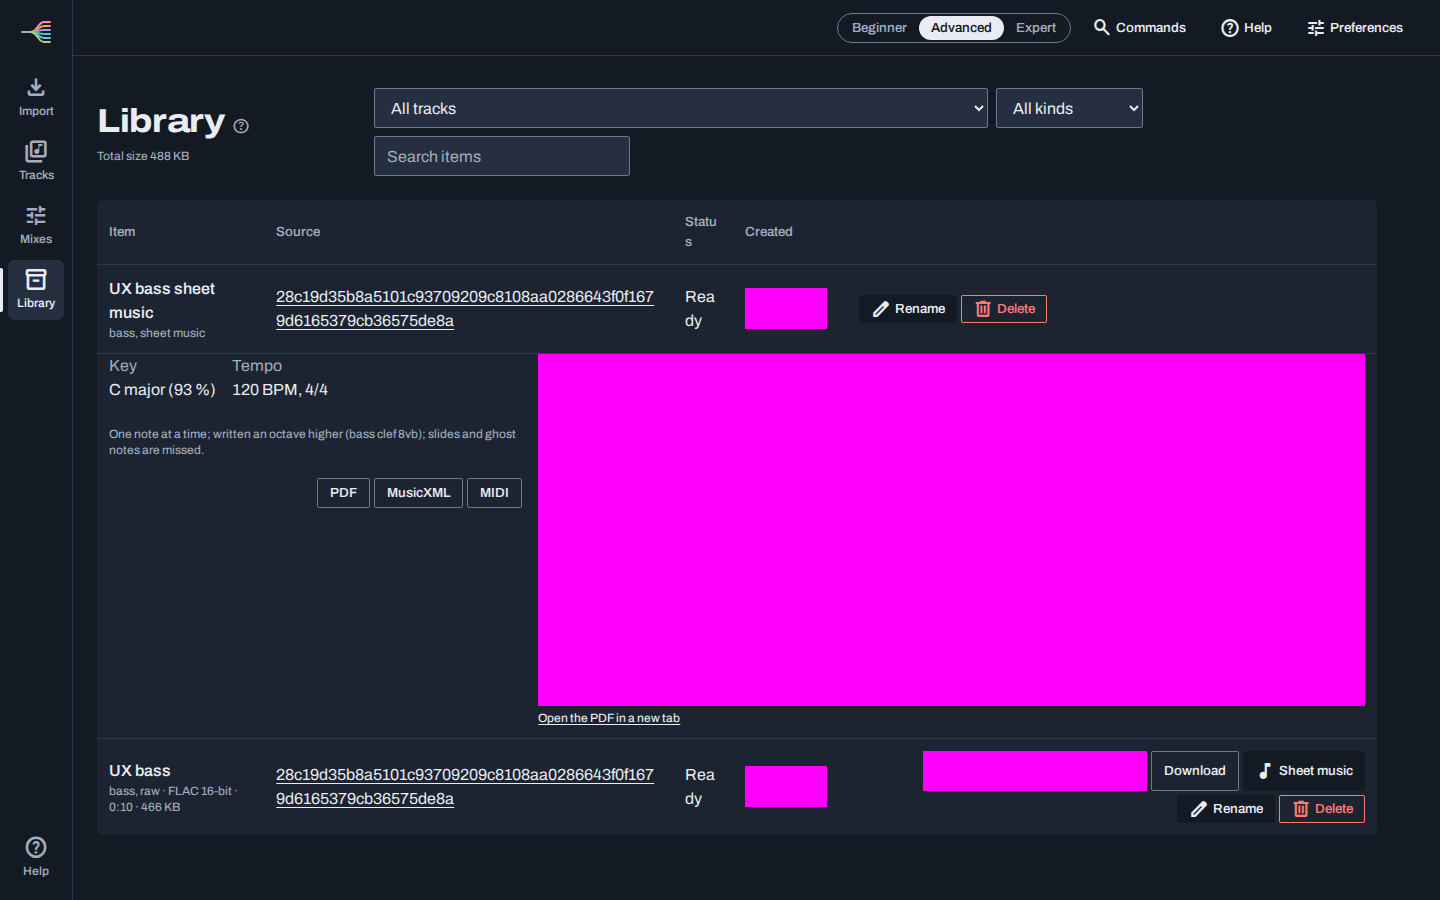 Beginner Advanced Expert Commands Help Preferences
Import
Tracks
Mixes
Library
Help
Library
Total size 488 KB
All tracks All kinds
Search items
Item Source Statu
s Created
UX bass sheet
music
bass, sheet music
28c19d35b8a5101c93709209c8108aa0286643f0f167
9d6165379cb36575de8a
Rea
dy
Rename Delete
Key Tempo
C major (93 %) 120 BPM, 4/4
One note at a time; written an octave higher (bass clef 8vb); slides and ghost
notes are missed.
PDF MusicXML MIDI
Open the PDF in a new tab
UX bass
bass, raw · FLAC 16-bit ·
0:10 · 466 KB
28c19d35b8a5101c93709209c8108aa0286643f0f167
9d6165379cb36575de8a
Rea
dy
Download Sheet music
Rename Delete